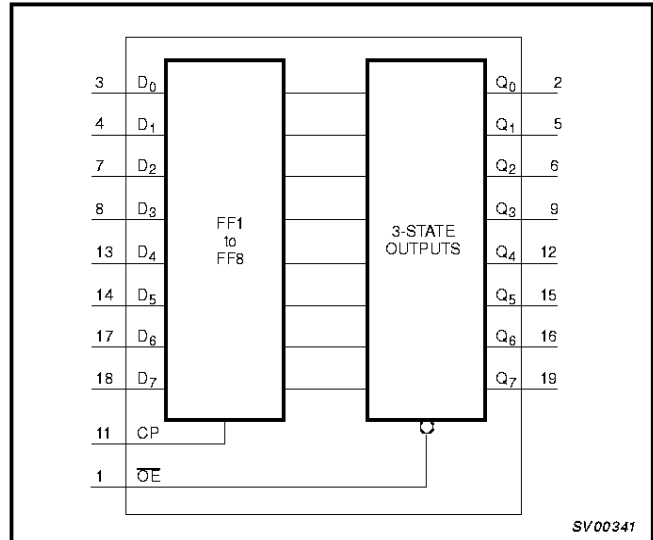 3 D0 Q0 2
4 D1 Q1 5
7 D2 Q2 6
8 D3 Q3 9
FF1
to
FF8
3-STATE
OUTPUTS
13 D4 Q4 12
14 D5 Q5 15
17 D6 Q6 16
18 D7 Q7 19
11 CP
1 OE
SV00341